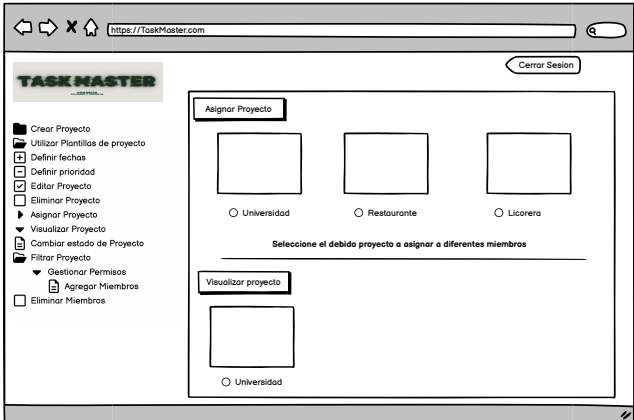 https://TaskMaster.com
Cerrar Sesion
TASK MASTER
Asignar Proyecto
Crear Proyecto
Utilizar Plantillas de proyecto
Definir fechas
Definir prioridad
Editar Proyecto
Eliminar Proyecto
Asignar Proyecto
Visualizar Proyecto
Cambiar estado de Proyecto
Filtrar Proyecto
Gestionar Permisos
Agregar Miembros
Eliminar Miembros
Universidad
Restaurante
Licorera
Seleccione el debido proyecto a asignar a diferentes miembros
Visualizar proyecto
Universidad